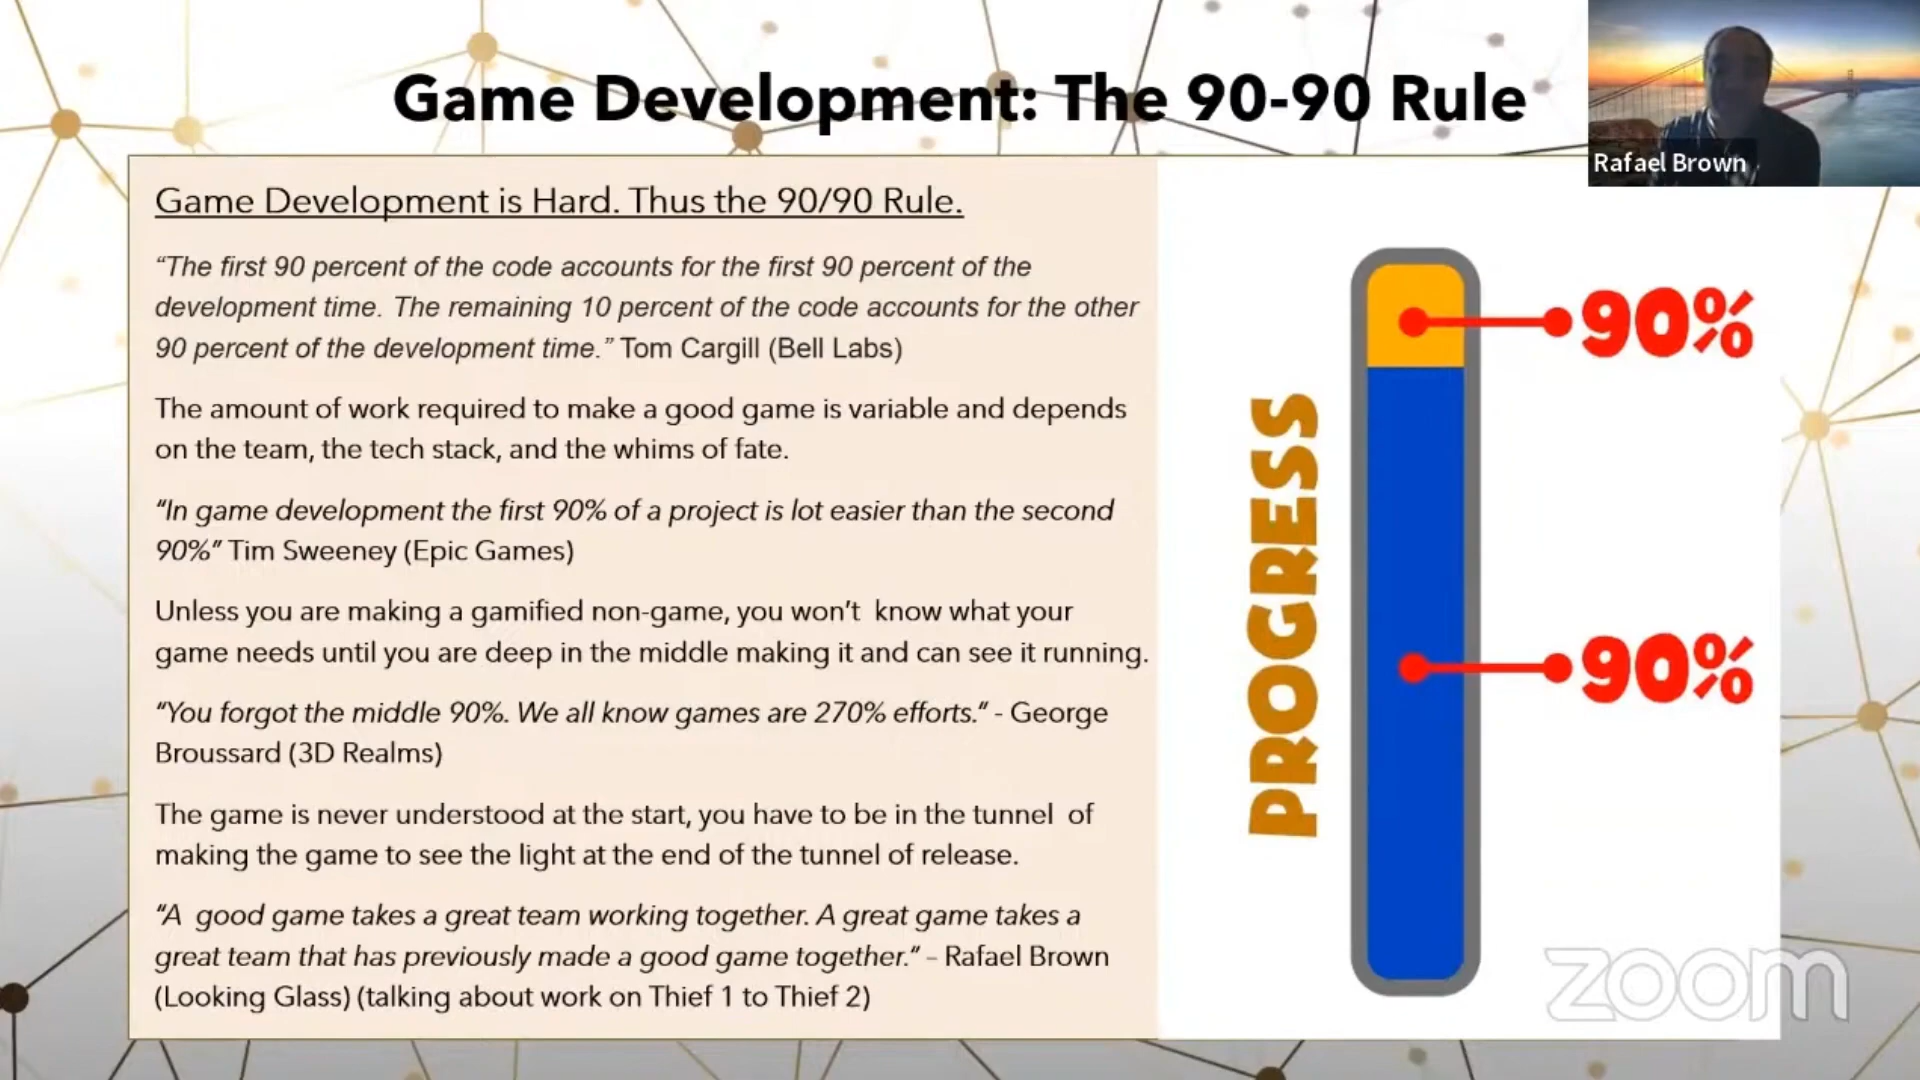 Game Development: The 90-90 Rule
Rafael Brown
Game Development is Hard. Thus the 90/90 Rule.
“The first 90 percent of the code accounts for the first 90 percent of the
development time. The remaining 10 percent of the code accounts for the other
90 percent of the development time.” Tom Cargill (Bell Labs)
The amount of work required to make a good game is variable and depends
on the team, the tech stack, and the whims of fate.
“In game development the first 90% of a project is lot easier than the second
90%” Tim Sweeney (Epic Games)
Unless you are making a gamified non-game, you won’t know what your
game needs until you are deep in the middle making it and can see it running.
“You forgot the middle 90%. We all know games are 270% efforts.” - George
Broussard (3D Realms)
The game is never understood at the start, you have to be in the tunnel of
making the game to see the light at the end of the tunnel of release.
“A good game takes a great team working together. A great game takes a
great team that has previously made a good game together.” – Rafael Brown
(Looking Glass) (talking about work on Thief 1 to Thief 2)
PROGRESS
90%
90%
zoom